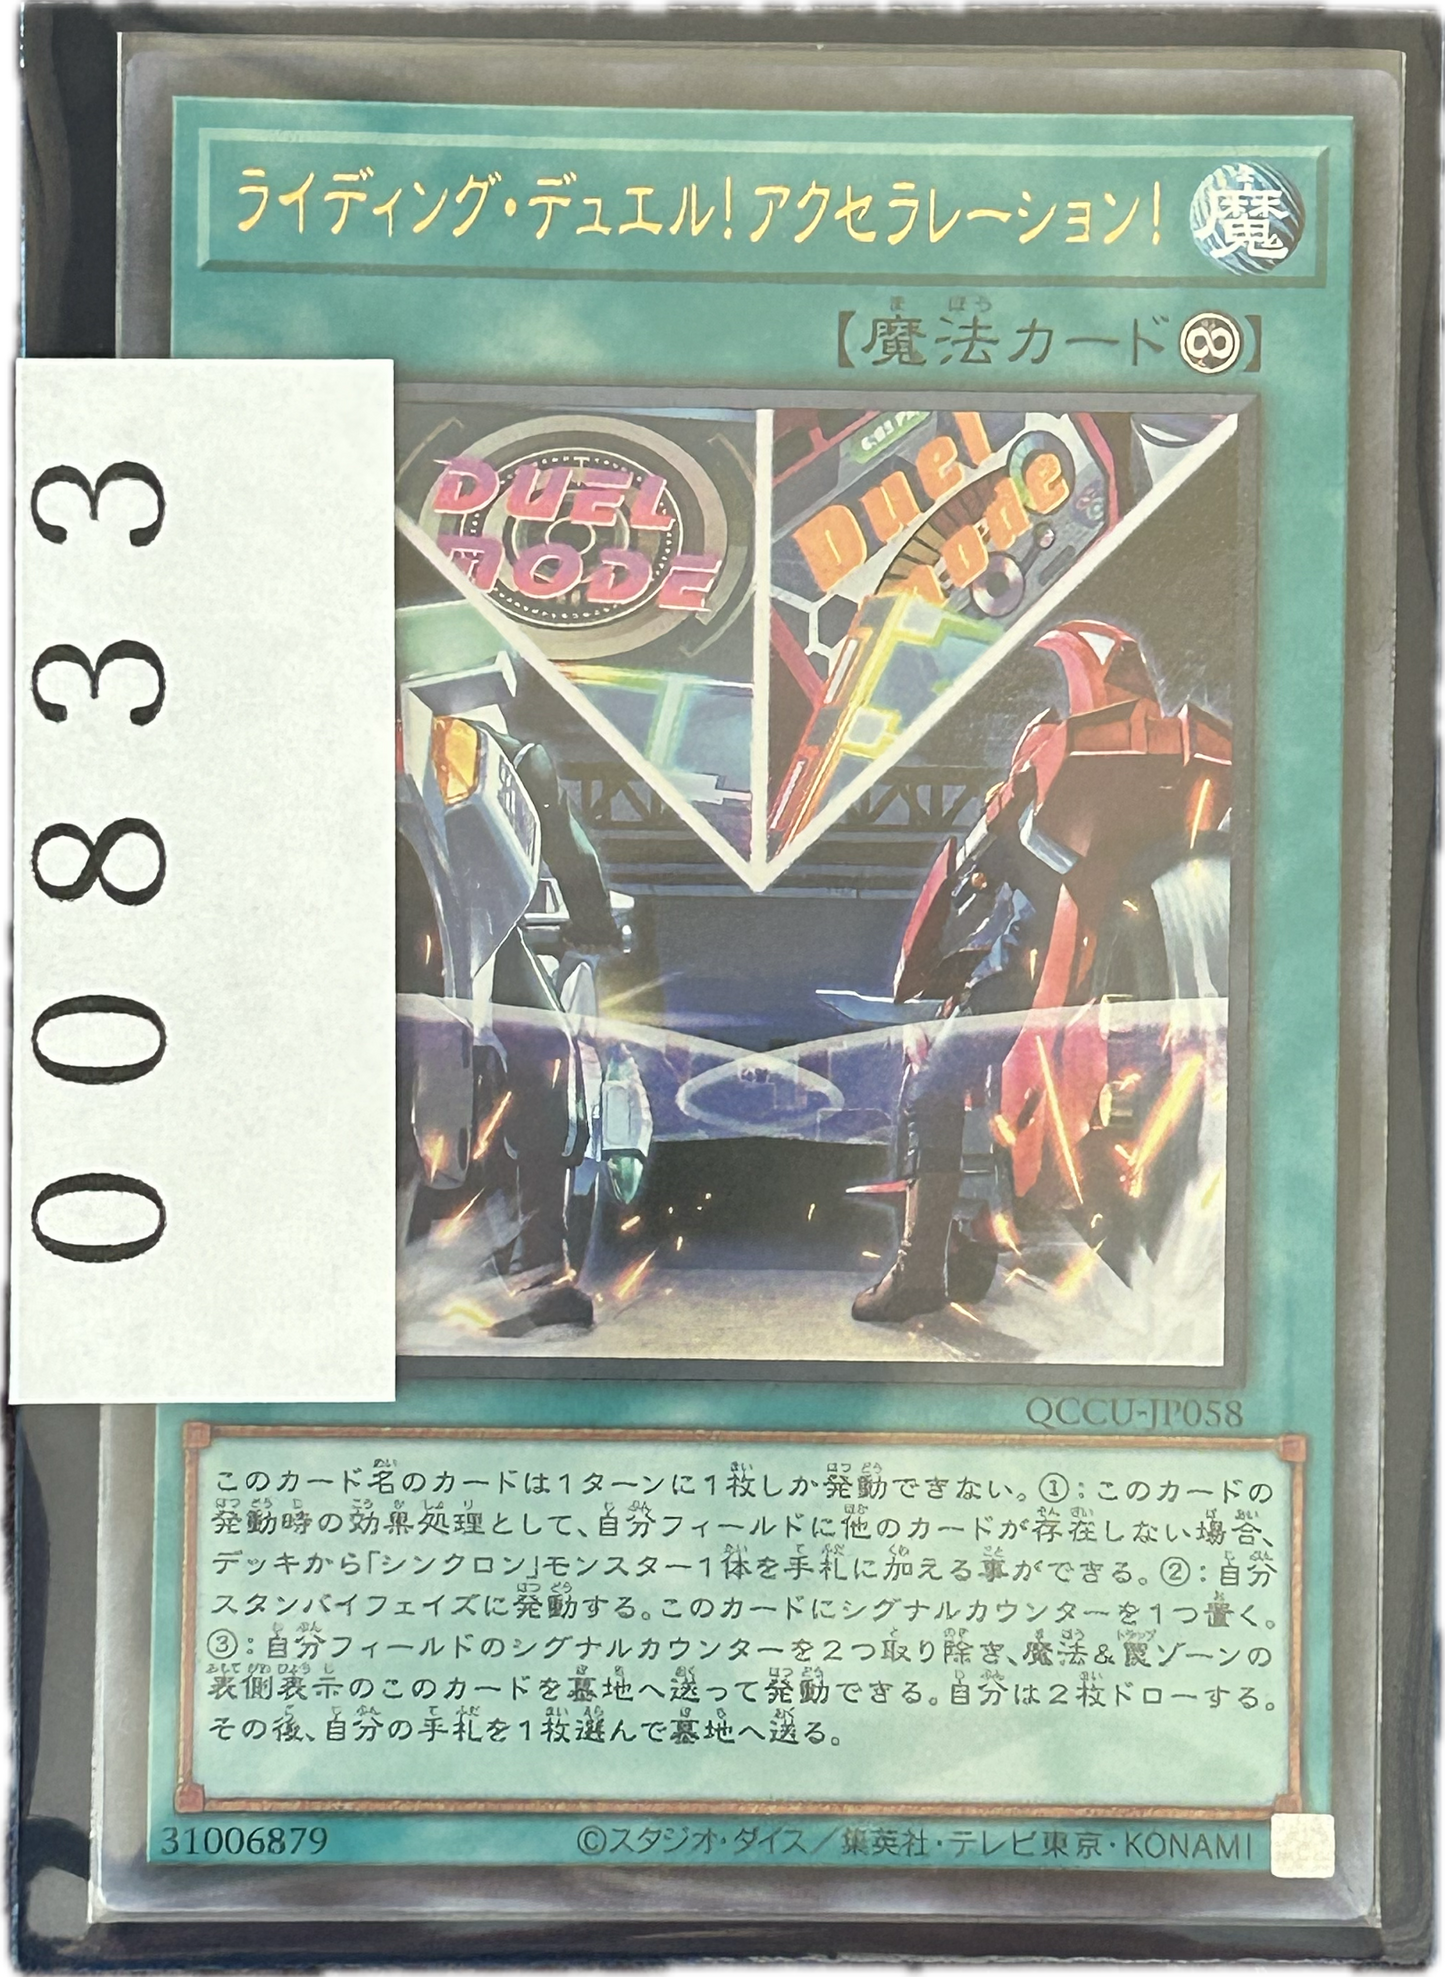 ライディング・デュエル！アクセラレーション！
魔
【魔法カード∞】
DUEL
MODE
Duel
mode
00833
QCCU-JP058
このカード名のカードは１ターンに１枚しか発動できない。①：このカードの
発動時の効果処理として、自分フィールドに他のカードが存在しない場合、
デッキから「シンクロン」モンスター１体を手札に加える事ができる。②：自分
スタンバイフェイズに発動する。このカードにシグナルカウンターを１つ置く。
③：自分フィールドのシグナルカウンターを２つ取り除き、魔法＆罠ゾーンの
表側表示のこのカードを墓地へ送って発動できる。自分は２枚ドローする。
その後、自分の手札を１枚選んで墓地へ送る。
31006879
©スタジオ・ダイス／集英社・テレビ東京・KONAMI